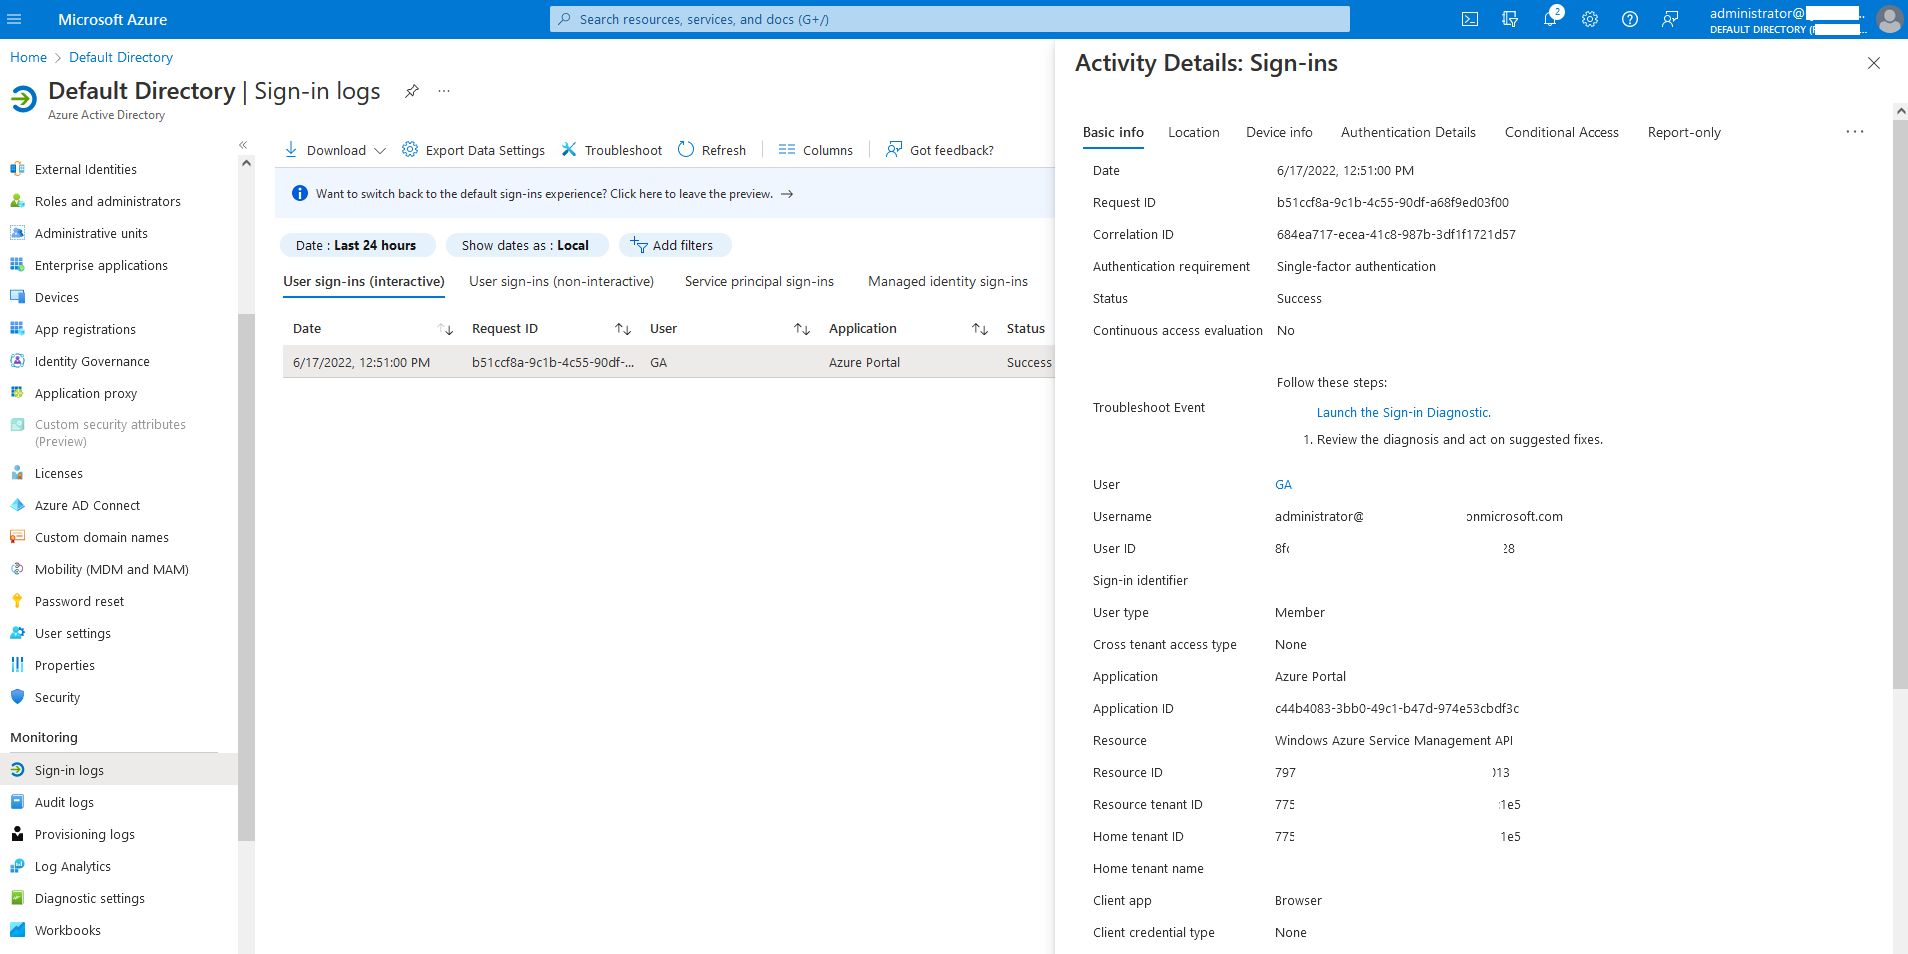 Microsoft Azure
Search resources, services, and docs (G+/)
2
administrator@
DEFAULT DIRECTORY
Home > Default Directory
Default Directory | Sign-in logs
Azure Active Directory
External Identities
Roles and administrators
Administrative units
Enterprise applications
Devices
App registrations
Identity Governance
Application proxy
Custom security attributes
(Preview)
Licenses
Azure AD Connect
Custom domain names
Mobility (MDM and MAM)
Password reset
User settings
Properties
Security
Monitoring
Sign-in logs
Audit logs
Provisioning logs
Log Analytics
Diagnostic settings
Workbooks
Download Export Data Settings Troubleshoot Refresh Columns Got feedback?
Want to switch back to the default sign-ins experience? Click here to leave the preview. →
Date : Last 24 hours Show dates as : Local Add filters
User sign-ins (interactive) User sign-ins (non-interactive) Service principal sign-ins Managed identity sign-ins
Date Request ID User Application Status
6/17/2022, 12:51:00 PM b51ccf8a-9c1b-4c55-90df-... GA Azure Portal Success
Activity Details: Sign-ins
Basic info Location Device info Authentication Details Conditional Access Report-only
Date 6/17/2022, 12:51:00 PM
Request ID b51ccf8a-9c1b-4c55-90df-a68f9ed03f00
Correlation ID 684ea717-ecea-41c8-987b-3df1f1721d57
Authentication requirement Single-factor authentication
Status Success
Continuous access evaluation No
Follow these steps:
Troubleshoot Event
Launch the Sign-in Diagnostic.
1. Review the diagnosis and act on suggested fixes.
User GA
Username administrator@ onmicrosoft.com
User ID 8f 28
Sign-in identifier
User type Member
Cross tenant access type None
Application Azure Portal
Application ID c44b4083-3bb0-49c1-b47d-974e53cbdf3c
Resource Windows Azure Service Management API
Resource ID 797 013
Resource tenant ID 775 1e5
Home tenant ID 775 1e5
Home tenant name
Client app Browser
Client credential type None